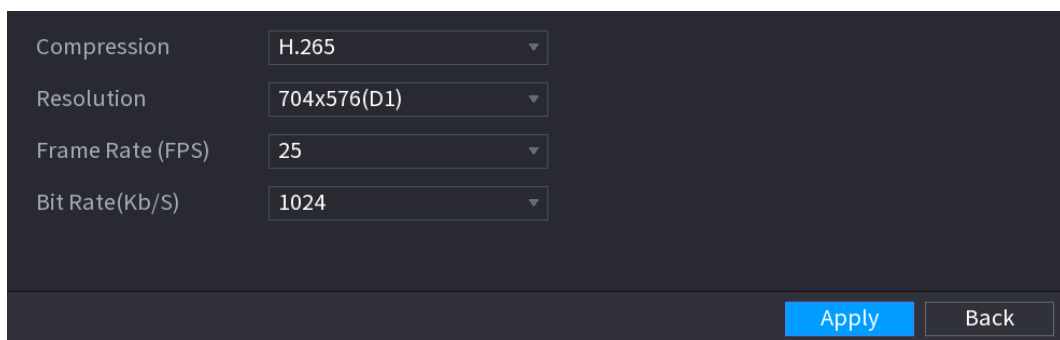 Compression H.265
Resolution 704x576(D1)
Frame Rate (FPS) 25
Bit Rate(Kb/S) 1024
Apply Back